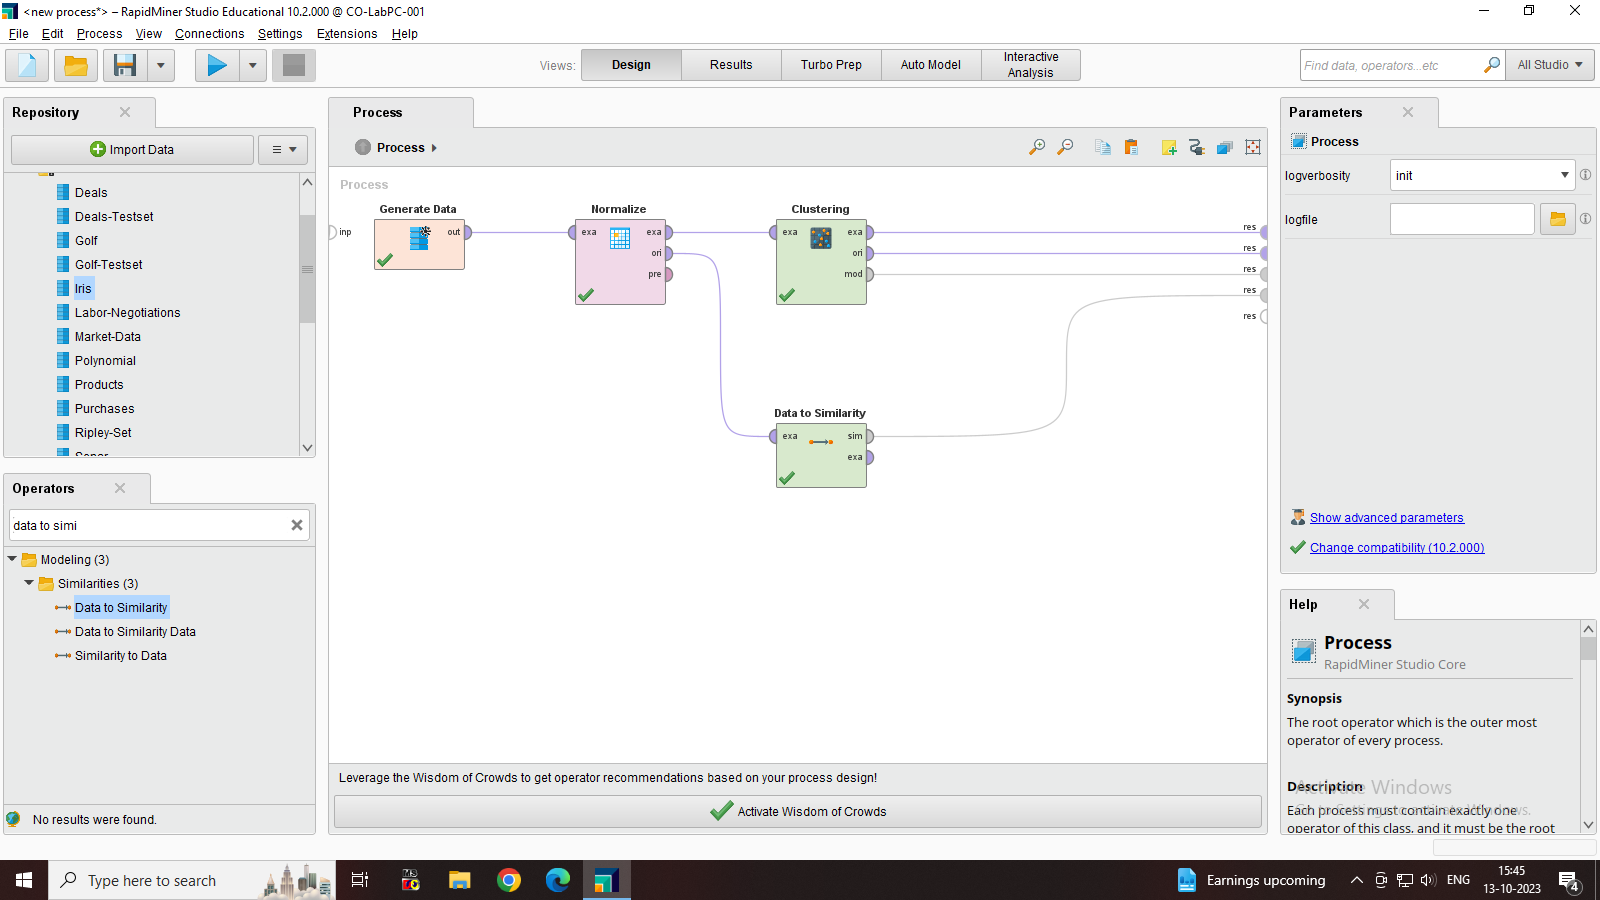 <new process*> – RapidMiner Studio Educational 10.2.000 @ CO-LabPC-001
File Edit Process View Connections Settings Extensions Help
Views: Design Results Turbo Prep Auto Model Interactive Analysis
Find data, operators...etc All Studio
Repository
Import Data
Deals
Deals-Testset
Golf
Golf-Testset
Iris
Labor-Negotiations
Market-Data
Polynomial
Products
Purchases
Ripley-Set
Operators
data to simi
Modeling (3)
Similarities (3)
Data to Similarity
Data to Similarity Data
Similarity to Data
No results were found.
Process
Process
Process
inp
Generate Data
out
Normalize
exa exa
ori
pre
Clustering
exa exa
ori
mod
res
res
res
res
res
Data to Similarity
exa sim
exa
Leverage the Wisdom of Crowds to get operator recommendations based on your process design!
Activate Wisdom of Crowds
Parameters
Process
logverbosity init
logfile
Show advanced parameters
Change compatibility (10.2.000)
Help
Process
RapidMiner Studio Core
Synopsis
The root operator which is the outer most
operator of every process.
Description
Each process must contain exactly one
operator of this class, and it must be the root
Activate Windows
Go to Settings to activate Windows.
Type here to search
Earnings upcoming
ENG
15:45
13-10-2023
4